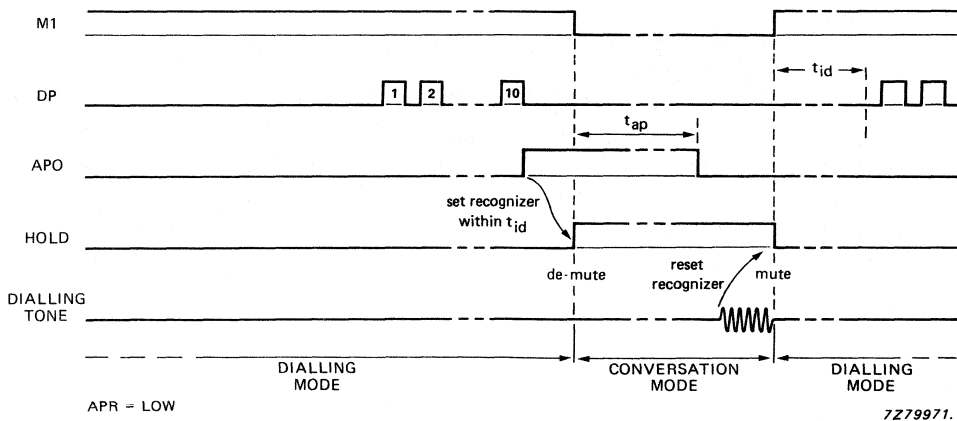 M1
t_id
DP
1 2 10
t_ap
APO
set recognizer
within t_id
HOLD
de-mute
reset
recognizer
mute
DIALLING
TONE
DIALLING
MODE
CONVERSATION
MODE
DIALLING
MODE
APR = LOW
7Z79971.